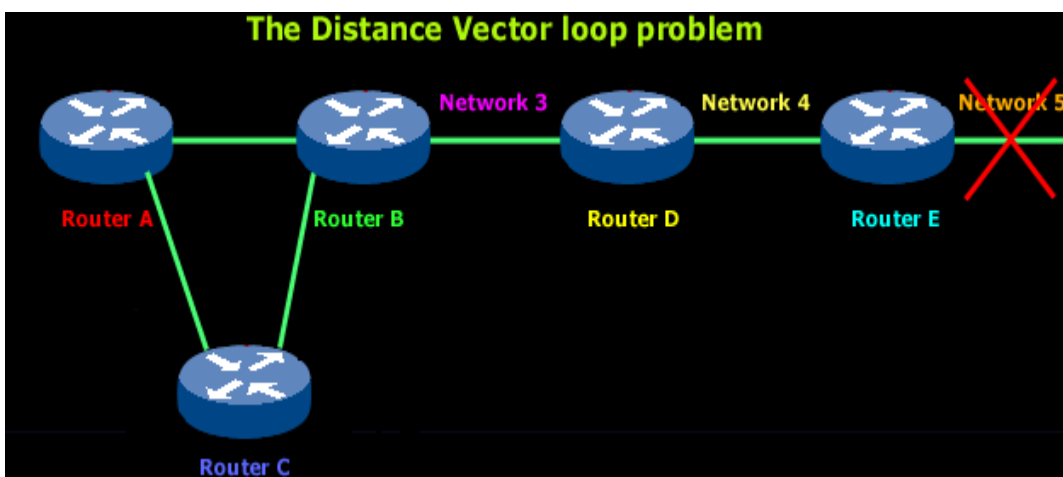 The Distance Vector loop problem
Network 3
Network 4
Network 5
Router A
Router B
Router D
Router E
Router C